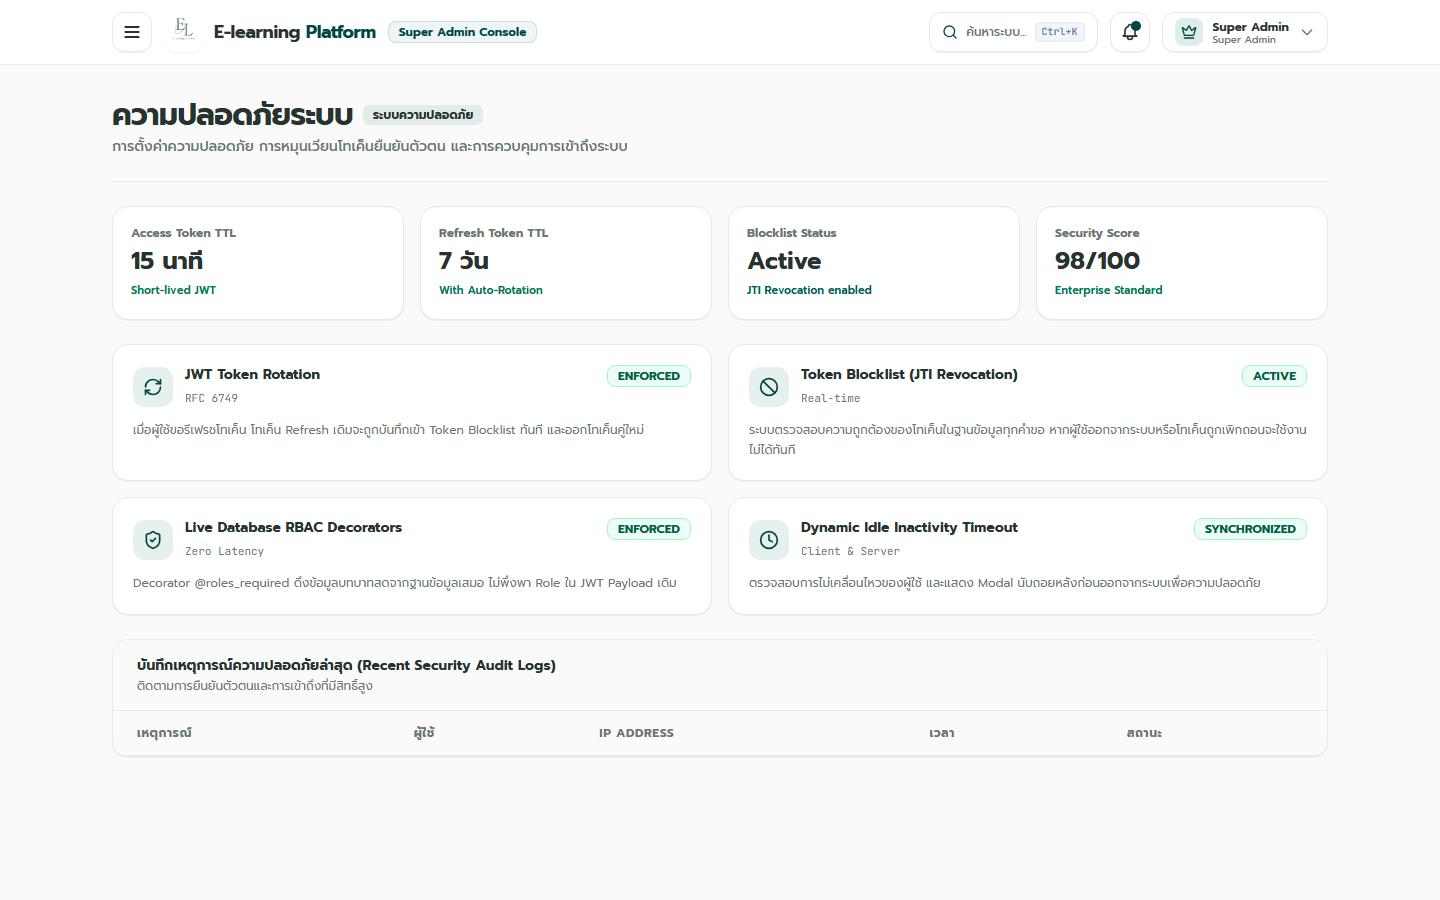 EL
E-learning Platform
Super Admin Console
ค้นหาระบบ...
Ctrl+K
Super Admin
Super Admin
ความปลอดภัยระบบ
ระบบความปลอดภัย
การตั้งค่าความปลอดภัย การหมุนเวียนโทเค็นยืนยันตัวตน และการควบคุมการเข้าถึงระบบ
Access Token TTL
15 นาที
Short-lived JWT
Refresh Token TTL
7 วัน
With Auto-Rotation
Blocklist Status
Active
JTI Revocation enabled
Security Score
98/100
Enterprise Standard
JWT Token Rotation
ENFORCED
RFC 6749
เมื่อผู้ใช้ขอรีเฟรชโทเค็น โทเค็น Refresh เดิมจะถูกบันทึกเข้า Token Blocklist ทันที และออกโทเค็นคู่ใหม่
Token Blocklist (JTI Revocation)
ACTIVE
Real-time
ระบบตรวจสอบความถูกต้องของโทเค็นในฐานข้อมูลทุกคำขอ หากผู้ใช้ออกจากระบบหรือโทเค็นถูกเพิกถอนจะใช้งาน
ไม่ได้ทันที
Live Database RBAC Decorators
ENFORCED
Zero Latency
Decorator @roles_required ดึงข้อมูลบทบาทสดจากฐานข้อมูลเสมอ ไม่พึ่งพา Role ใน JWT Payload เดิม
Dynamic Idle Inactivity Timeout
SYNCHRONIZED
Client & Server
ตรวจสอบการไม่เคลื่อนไหวของผู้ใช้ และแสดง Modal นับถอยหลังก่อนออกจากระบบเพื่อความปลอดภัย
บันทึกเหตุการณ์ความปลอดภัยล่าสุด (Recent Security Audit Logs)
ติดตามการยืนยันตัวตนและการเข้าถึงที่มีสิทธิ์สูง
เหตุการณ์
ผู้ใช้
IP ADDRESS
เวลา
สถานะ